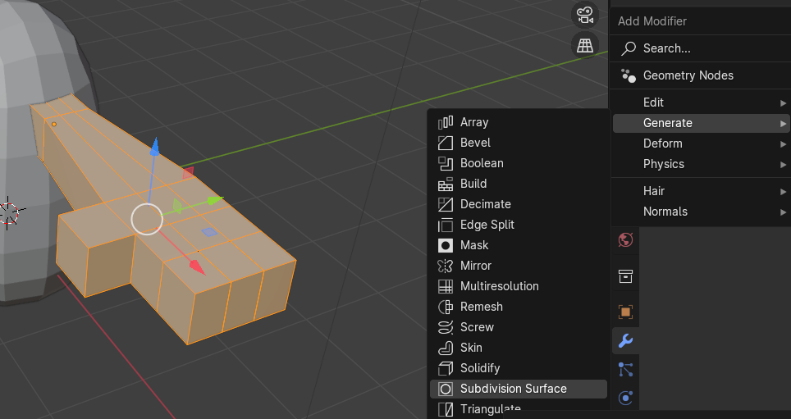 Add Modifier
Search...
Geometry Nodes
Edit
Generate
Deform
Physics
Hair
Normals
Array
Bevel
Boolean
Build
Decimate
Edge Split
Mask
Mirror
Multiresolution
Remesh
Screw
Skin
Solidify
Subdivision Surface
Triangulate